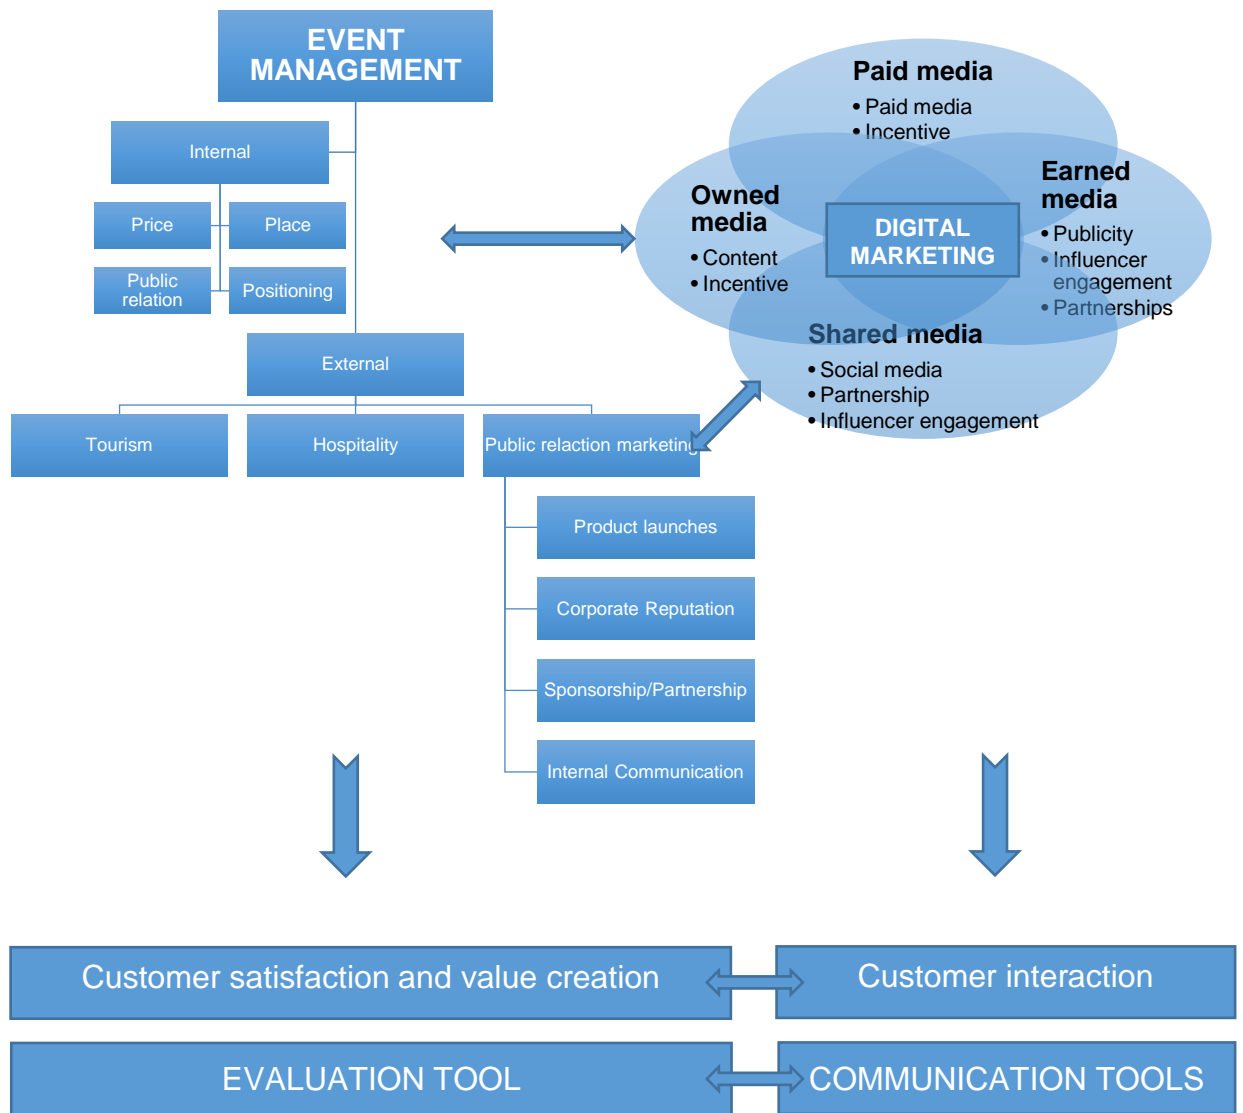 EVENT
MANAGEMENT
Internal
Price
Place
Public
relation
Positioning
External
Tourism
Hospitality
Public relaction marketing
Product launches
Corporate Reputation
Sponsorship/Partnership
Internal Communication
Paid media
• Paid media
• Incentive
Owned
media
• Content
• Incentive
DIGITAL
MARKETING
Earned
media
• Publicity
• Influencer
engagement
• Partnerships
Shared media
• Social media
• Partnership
• Influencer engagement
Customer satisfaction and value creation
Customer interaction
EVALUATION TOOL
COMMUNICATION TOOLS